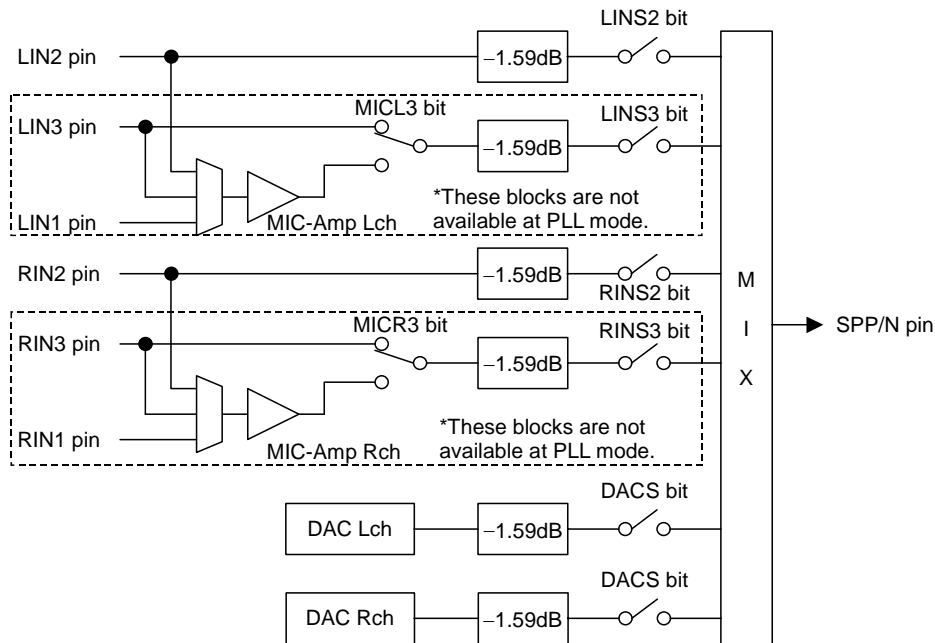 LINS2 bit
LIN2 pin
−1.59dB
LIN3 pin
MICL3 bit
LINS3 bit
−1.59dB
*These blocks are not
available at PLL mode.
LIN1 pin
MIC-Amp Lch
RIN2 pin
−1.59dB
RINS2 bit
RIN3 pin
MICR3 bit
RINS3 bit
−1.59dB
*These blocks are not
available at PLL mode.
RIN1 pin
MIC-Amp Rch
M
I
X
SPP/N pin
DACS bit
DAC Lch
−1.59dB
DACS bit
DAC Rch
−1.59dB